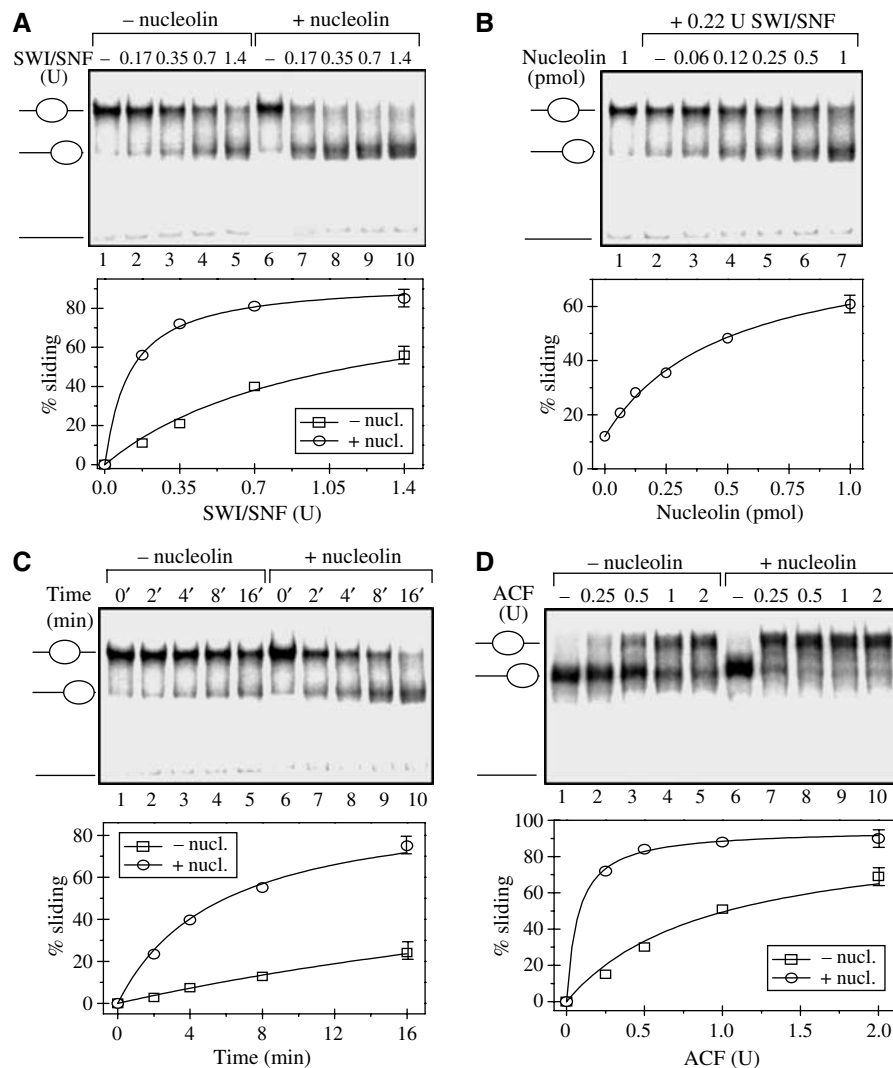 A
– nucleolin + nucleolin
SWI/SNF (U) – 0.17 0.35 0.7 1.4 – 0.17 0.35 0.7 1.4
1 2 3 4 5 6 7 8 9 10
% sliding
80
60
40
20
0
– nucl.
+ nucl.
0.0 0.35 0.7 1.05 1.4
SWI/SNF (U)
B
+ 0.22 U SWI/SNF
Nucleolin (pmol) 1 – 0.06 0.12 0.25 0.5 1
1 2 3 4 5 6 7
% sliding
60
40
20
0
0.0 0.25 0.50 0.75 1.0
Nucleolin (pmol)
C
– nucleolin + nucleolin
Time (min) 0′ 2′ 4′ 8′ 16′ 0′ 2′ 4′ 8′ 16′
1 2 3 4 5 6 7 8 9 10
% sliding
80
60
40
20
0
– nucl.
+ nucl.
0 4 8 12 16
Time (min)
D
– nucleolin + nucleolin
ACF (U) – 0.25 0.5 1 2 – 0.25 0.5 1 2
1 2 3 4 5 6 7 8 9 10
% sliding
100
80
60
40
20
0
– nucl.
+ nucl.
0 0.5 1.0 1.5 2.0
ACF (U)